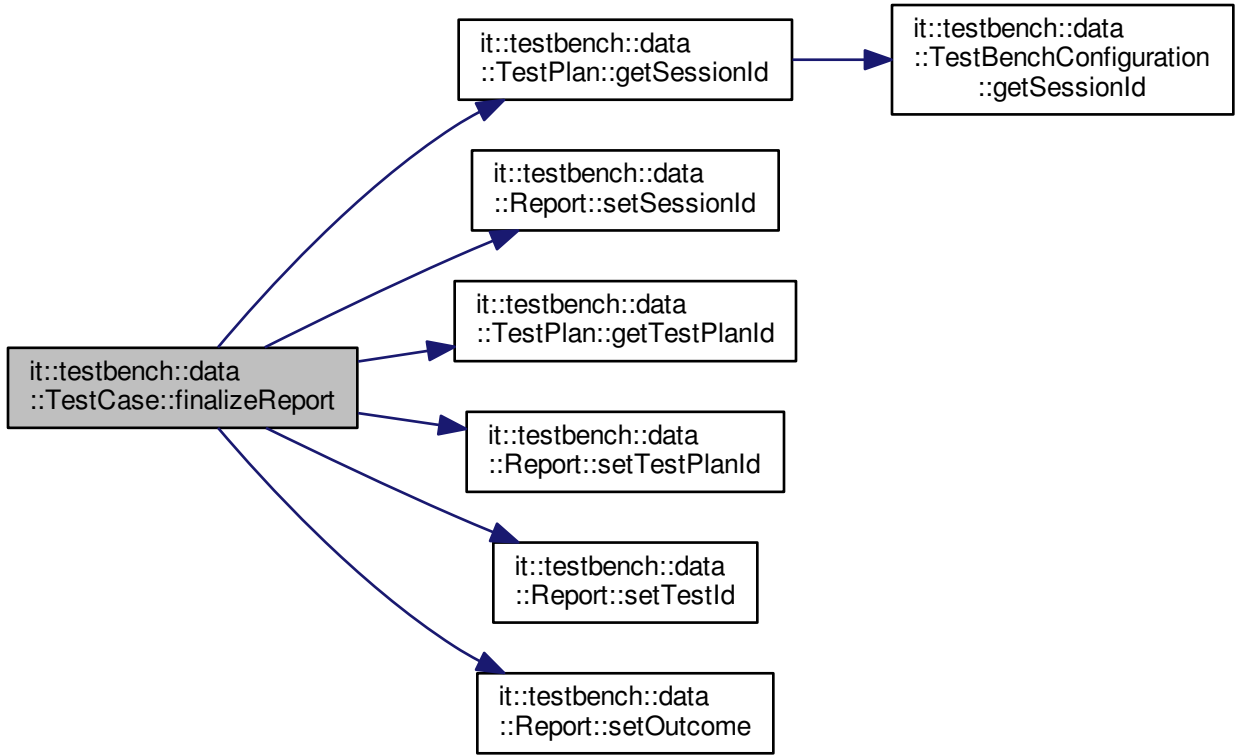 it::testbench::data
::TestPlan::getSessionId
it::testbench::data
::TestBenchConfiguration
::getSessionId
it::testbench::data
::Report::setSessionId
it::testbench::data
::TestPlan::getTestPlanId
it::testbench::data
::TestCase::finalizeReport
it::testbench::data
::Report::setTestPlanId
it::testbench::data
::Report::setTestId
it::testbench::data
::Report::setOutcome